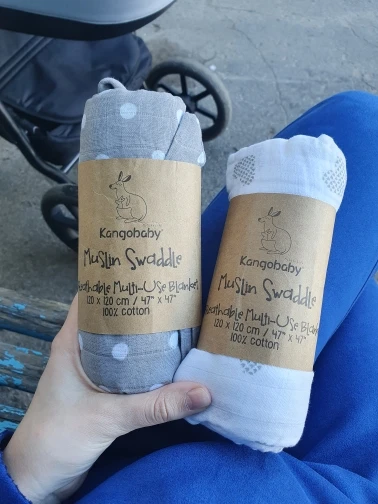 Kangobaby
Muslin Swaddle
Breathable Multi-Use Blanket
120 x 120 cm / 47" x 47"
100% cotton
Kangobaby
Muslin Swaddle
Breathable Multi-Use Blanket
120 x 120 cm / 47" x 47"
100% cotton